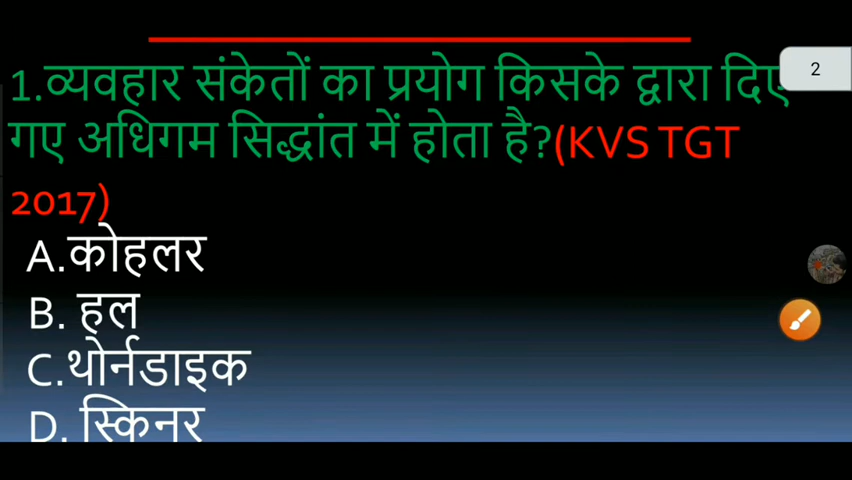 2
1.व्यवहार संकेतों का प्रयोग किसके द्वारा दिए
गए अधिगम सिद्धांत में होता है?(KVS TGT
2017)
A.कोहलर
B. हल
C.थोर्नडाइक
D. स्किनर